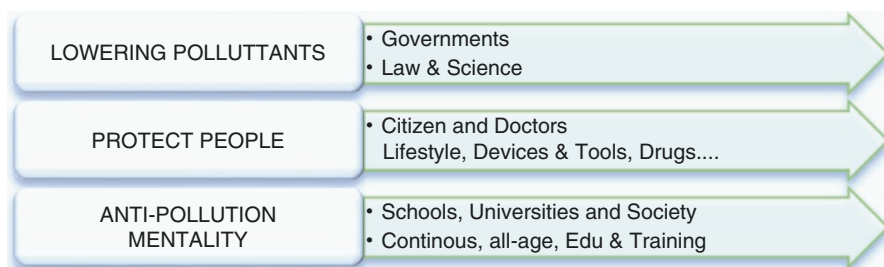 LOWERING POLLUTTANTS
• Governments
• Law & Science
PROTECT PEOPLE
• Citizen and Doctors
Lifestyle, Devices & Tools, Drugs....
ANTI-POLLUTION
MENTALITY
• Schools, Universities and Society
• Continous, all-age, Edu & Training